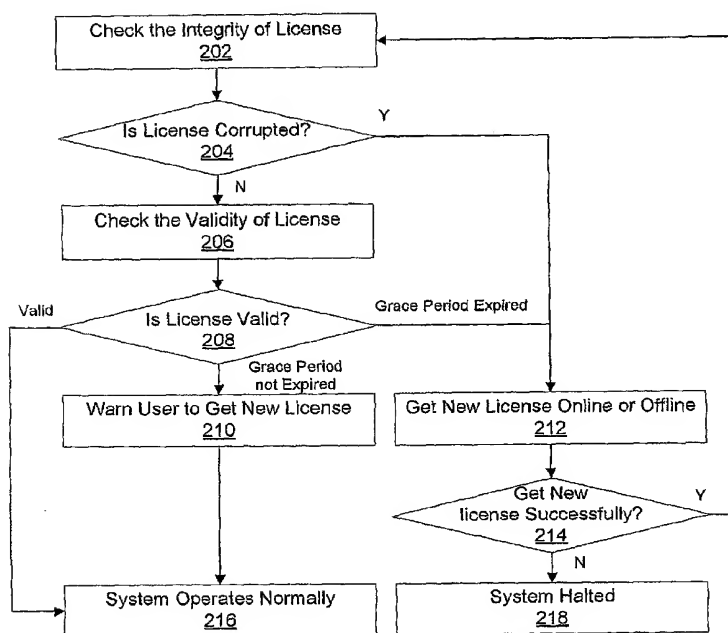 Check the Integrity of License
202
Y
Is License Corrupted?
204
N
Check the Validity of License
206
Valid
Grace Period Expired
Is License Valid?
208
Grace Period
not Expired
Warn User to Get New License
210
Get New License Online or Offline
212
Get New
license Successfully?
214
Y
N
System Operates Normally
216
System Halted
218